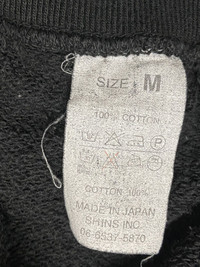 SIZE M
100% COTTON
COTTON 100%
MADE IN JAPAN
SHINS INC.
06-6537-5870